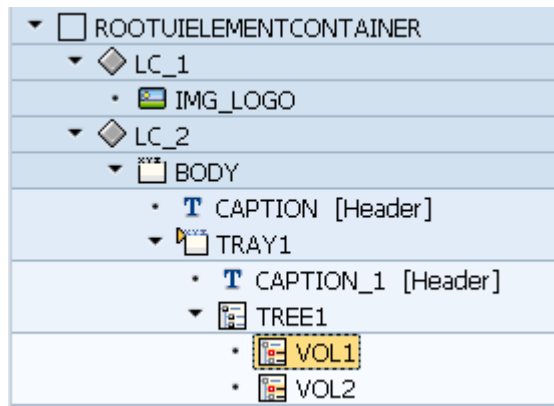 ROOTUIELEMENTCONTAINER
LC_1
IMG_LOGO
LC_2
BODY
T CAPTION [Header]
TRAY1
T CAPTION_1 [Header]
TREE1
VOL1
VOL2